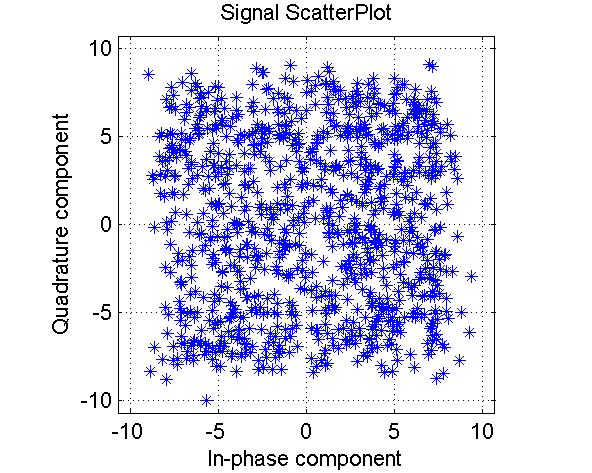 Signal ScatterPlot
10
5
0
-5
-10
Quadrature component
-10 -5 0 5 10
In-phase component